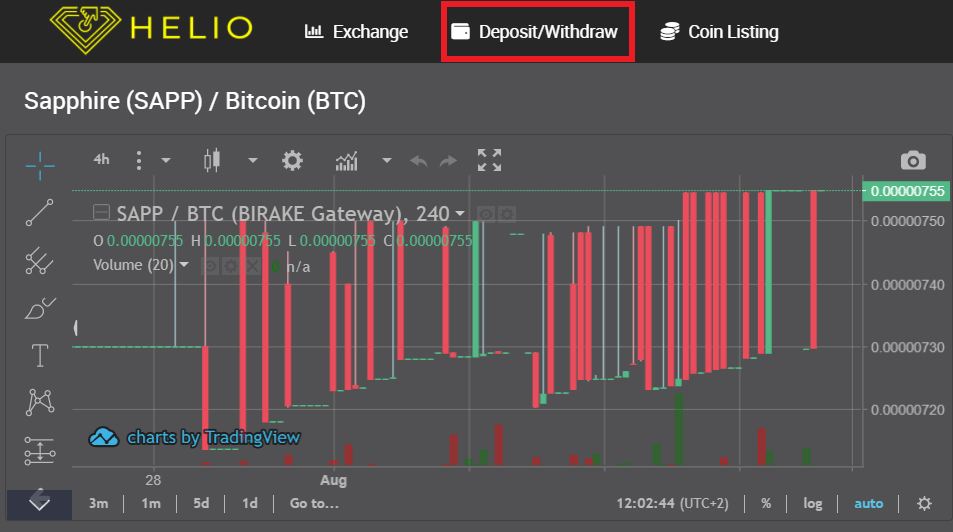 HELIO Exchange Deposit/Withdraw Coin Listing
Sapphire (SAPP) / Bitcoin (BTC)
4h
0.00000755
SAPP / BTC (BIRAKE Gateway), 240
0.00000750
O 0.00000755 H 0.00000755 L 0.00000755 C 0.00000755
Volume (20) 0 n/a
0.00000740
0.00000730
0.00000720
charts by TradingView
28 Aug
3m 1m 5d 1d Go to... 12:02:44 (UTC+2) % log auto